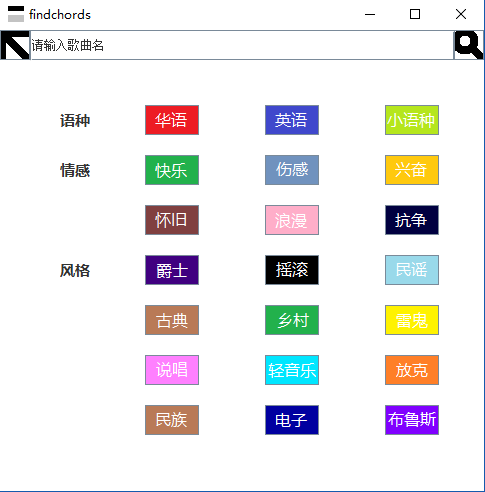 findchords
请输入歌曲名
语种 华语 英语 小语种
情感 快乐 伤感 兴奋
怀旧 浪漫 抗争
风格 爵士 摇滚 民谣
古典 乡村 雷鬼
说唱 轻音乐 放克
民族 电子 布鲁斯